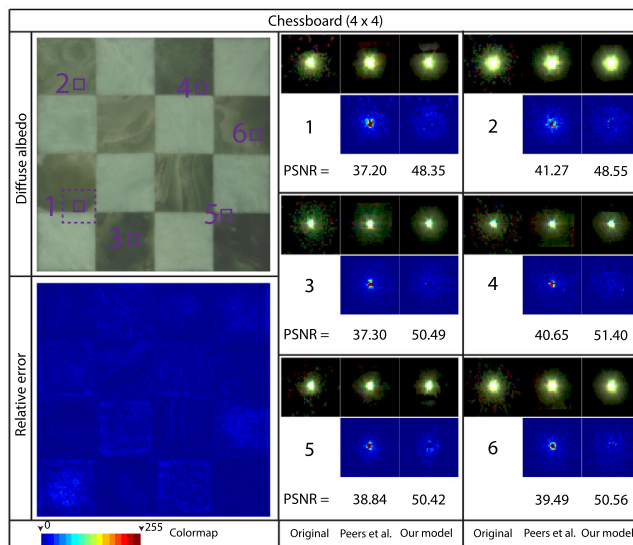 Chessboard (4 x 4)
Diffuse albedo
2
4
6
1
5
3
1
2
PSNR =
37.20
48.35
41.27
48.55
3
4
PSNR =
37.30
50.49
40.65
51.40
Relative error
5
6
PSNR =
38.84
50.42
39.49
50.56
0
255
Colormap
Original
Peers et al.
Our model
Original
Peers et al.
Our model